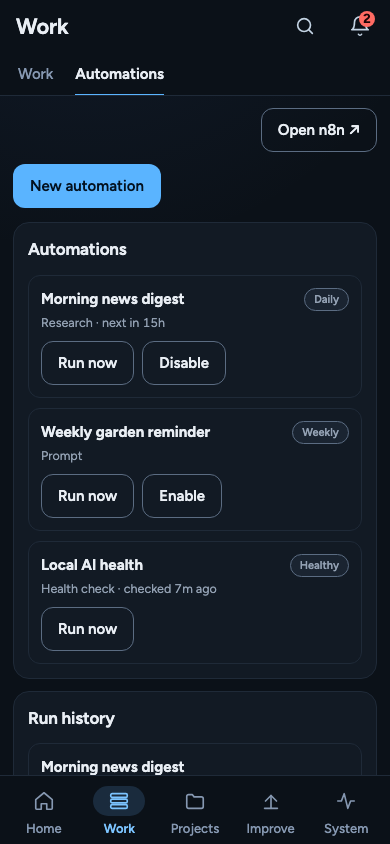 Work
2
Work Automations
Open n8n ↗
New automation
Automations
Morning news digest Daily
Research · next in 15h
Run now Disable
Weekly garden reminder Weekly
Prompt
Run now Enable
Local AI health Healthy
Health check · checked 7m ago
Run now
Run history
Morning news digest
Home Work Projects Improve System